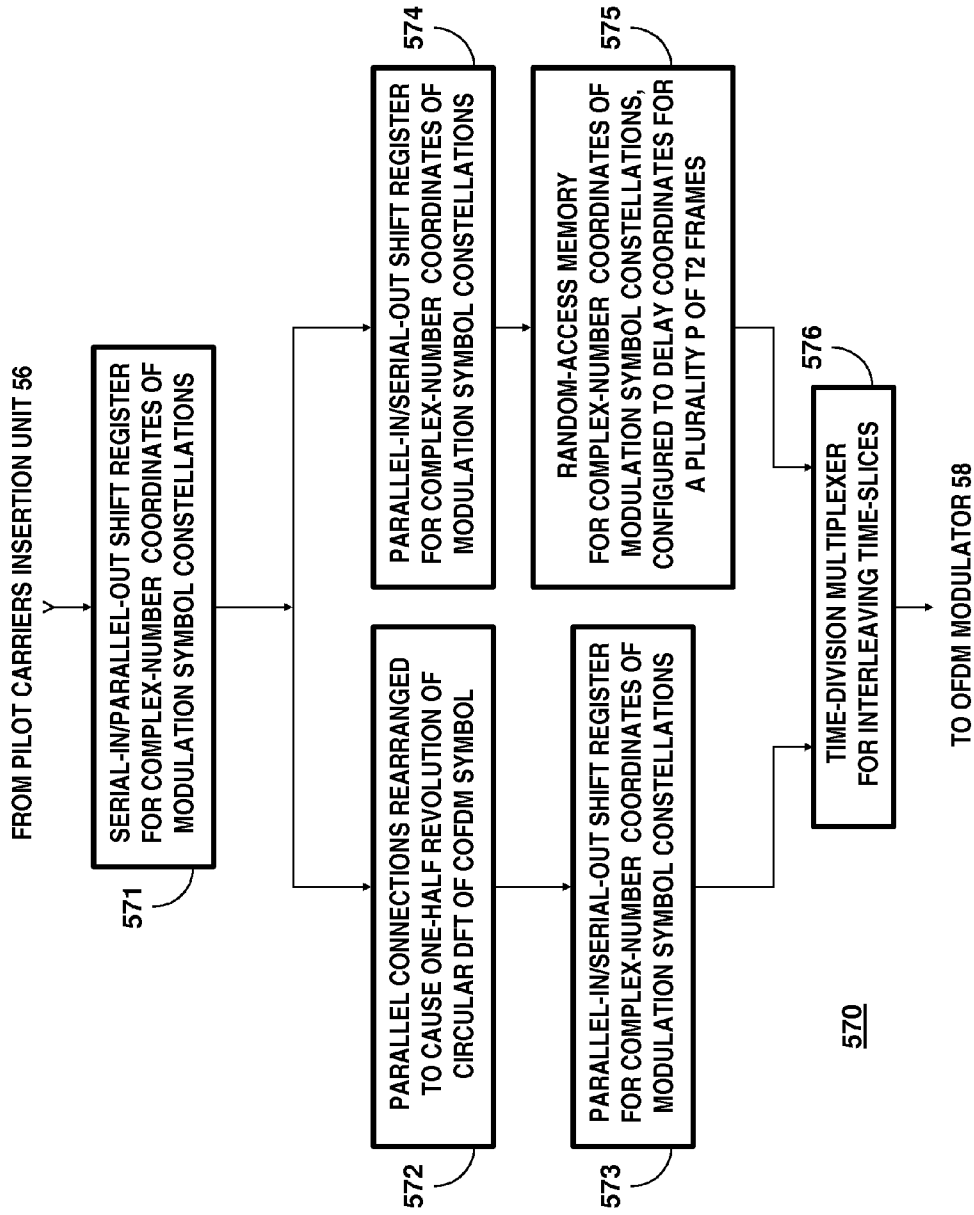 FROM PILOT CARRIERS INSERTION UNIT 56
SERIAL-IN/PARALLEL-OUT SHIFT REGISTER
FOR COMPLEX-NUMBER COORDINATES OF
MODULATION SYMBOL CONSTELLATIONS
571
PARALLEL CONNECTIONS REARRANGED
TO CAUSE ONE-HALF REVOLUTION OF
CIRCULAR DFT OF COFDM SYMBOL
572
PARALLEL-IN/SERIAL-OUT SHIFT REGISTER
FOR COMPLEX-NUMBER COORDINATES OF
MODULATION SYMBOL CONSTELLATIONS
574
PARALLEL-IN/SERIAL-OUT SHIFT REGISTER
FOR COMPLEX-NUMBER COORDINATES OF
MODULATION SYMBOL CONSTELLATIONS
573
RANDOM-ACCESS MEMORY
FOR COMPLEX-NUMBER COORDINATES OF
MODULATION SYMBOL CONSTELLATIONS,
CONFIGURED TO DELAY COORDINATES FOR
A PLURALITY P OF T2 FRAMES
575
TIME-DIVISION MULTIPLEXER
FOR INTERLEAVING TIME-SLICES
576
570
TO OFDM MODULATOR 58